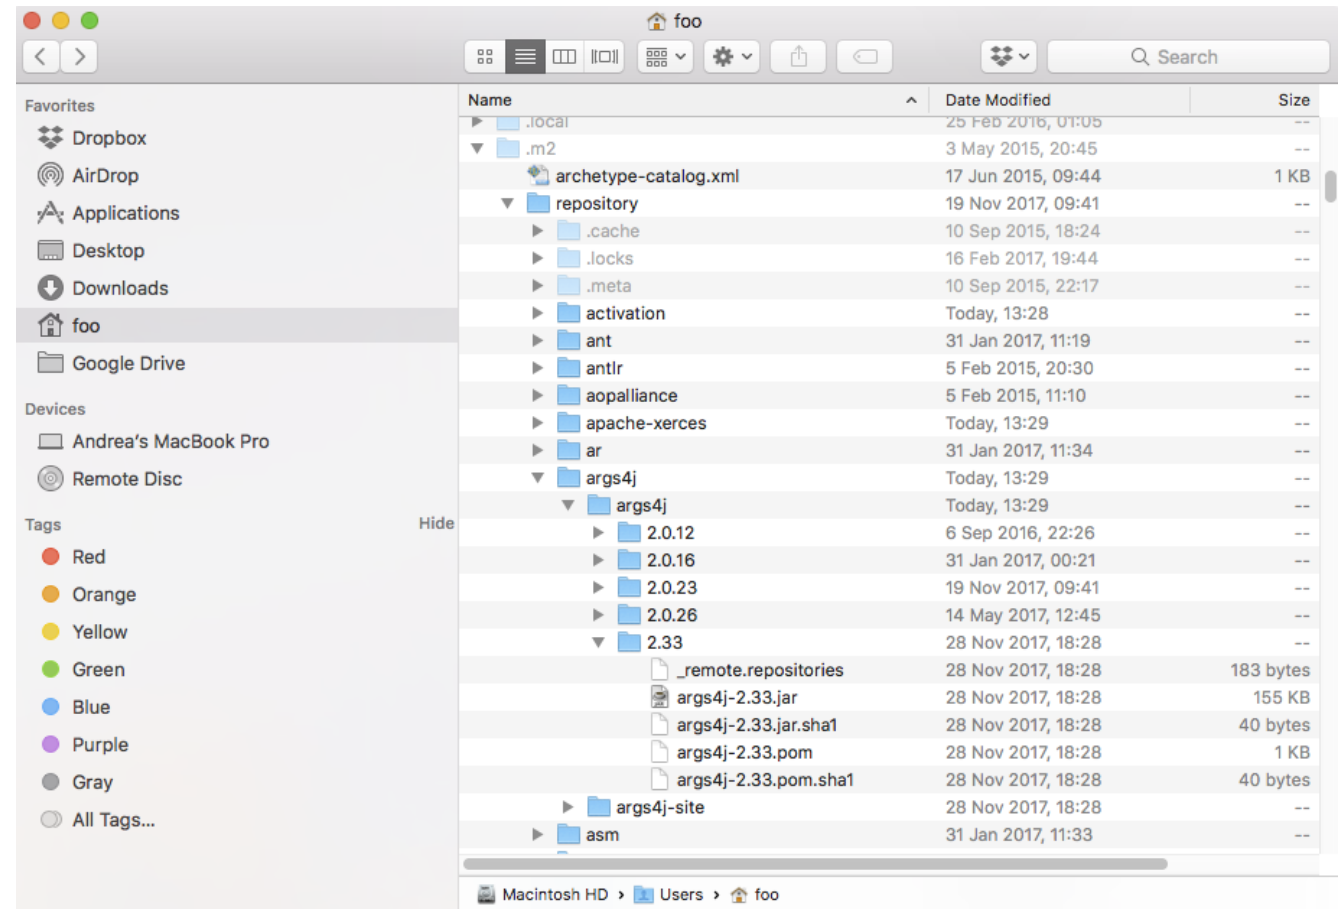 foo
Search
Favorites
Dropbox
AirDrop
Applications
Desktop
Downloads
foo
Google Drive
Devices
Andrea's MacBook Pro
Remote Disc
Tags Hide
Red
Orange
Yellow
Green
Blue
Purple
Gray
All Tags...
Name Date Modified Size
.local 25 Feb 2016, 01:05 --
.m2 3 May 2015, 20:45 --
archetype-catalog.xml 17 Jun 2015, 09:44 1 KB
repository 19 Nov 2017, 09:41 --
.cache 10 Sep 2015, 18:24 --
.locks 16 Feb 2017, 19:44 --
.meta 10 Sep 2015, 22:17 --
activation Today, 13:28 --
ant 31 Jan 2017, 11:19 --
antlr 5 Feb 2015, 20:30 --
aopalliance 5 Feb 2015, 11:10 --
apache-xerces Today, 13:29 --
ar 31 Jan 2017, 11:34 --
args4j Today, 13:29 --
args4j Today, 13:29 --
2.0.12 6 Sep 2016, 22:26 --
2.0.16 31 Jan 2017, 00:21 --
2.0.23 19 Nov 2017, 09:41 --
2.0.26 14 May 2017, 12:45 --
2.33 28 Nov 2017, 18:28 --
_remote.repositories 28 Nov 2017, 18:28 183 bytes
args4j-2.33.jar 28 Nov 2017, 18:28 155 KB
args4j-2.33.jar.sha1 28 Nov 2017, 18:28 40 bytes
args4j-2.33.pom 28 Nov 2017, 18:28 1 KB
args4j-2.33.pom.sha1 28 Nov 2017, 18:28 40 bytes
args4j-site 28 Nov 2017, 18:28 --
asm 31 Jan 2017, 11:33 --
Macintosh HD › Users › foo